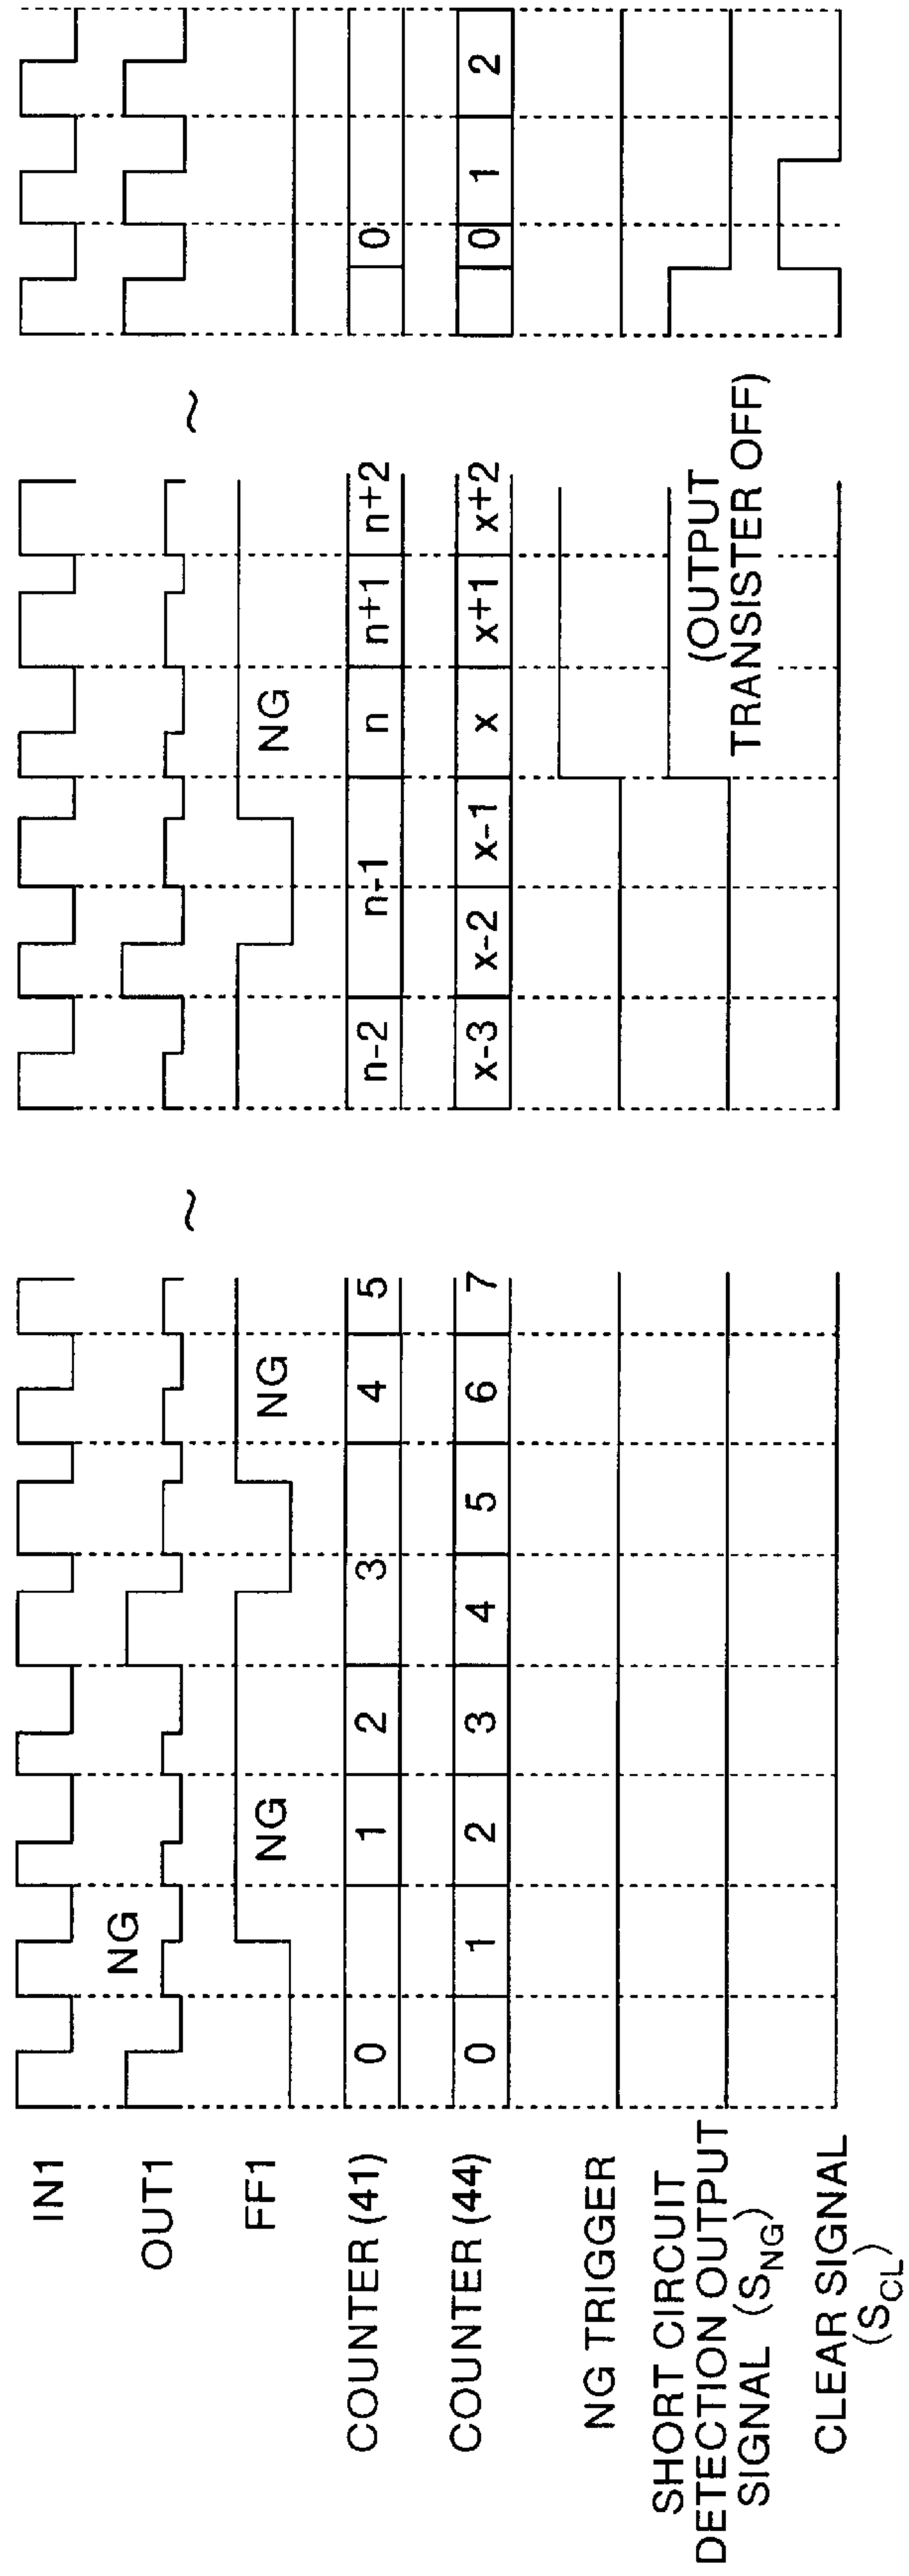 IN1
OUT1
NG
FF1
NG
NG
NG
COUNTER (41)
0
1
2
3
4
5
n-2
n-1
n
n+1
n+2
0
COUNTER (44)
0
1
2
3
4
5
6
7
x-3
x-2
x-1
x
x+1
x+2
0
1
2
NG TRIGGER
SHORT CIRCUIT
DETECTION OUTPUT
SIGNAL (SNG)
(OUTPUT
TRANSISTER OFF)
CLEAR SIGNAL
(SCL)
~
~